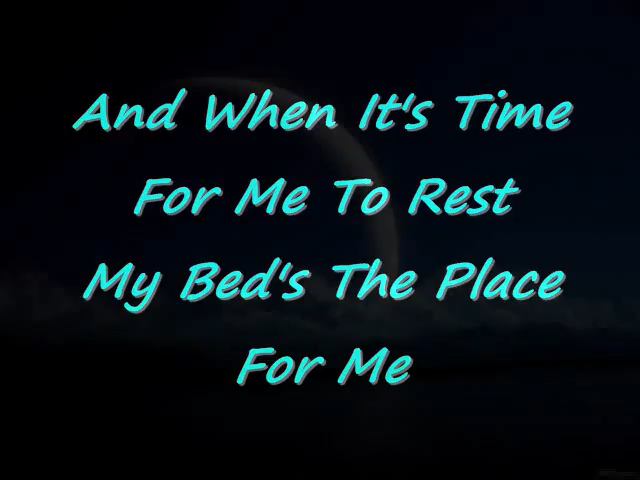 And When It's Time
For Me To Rest
My Bed's The Place
For Me